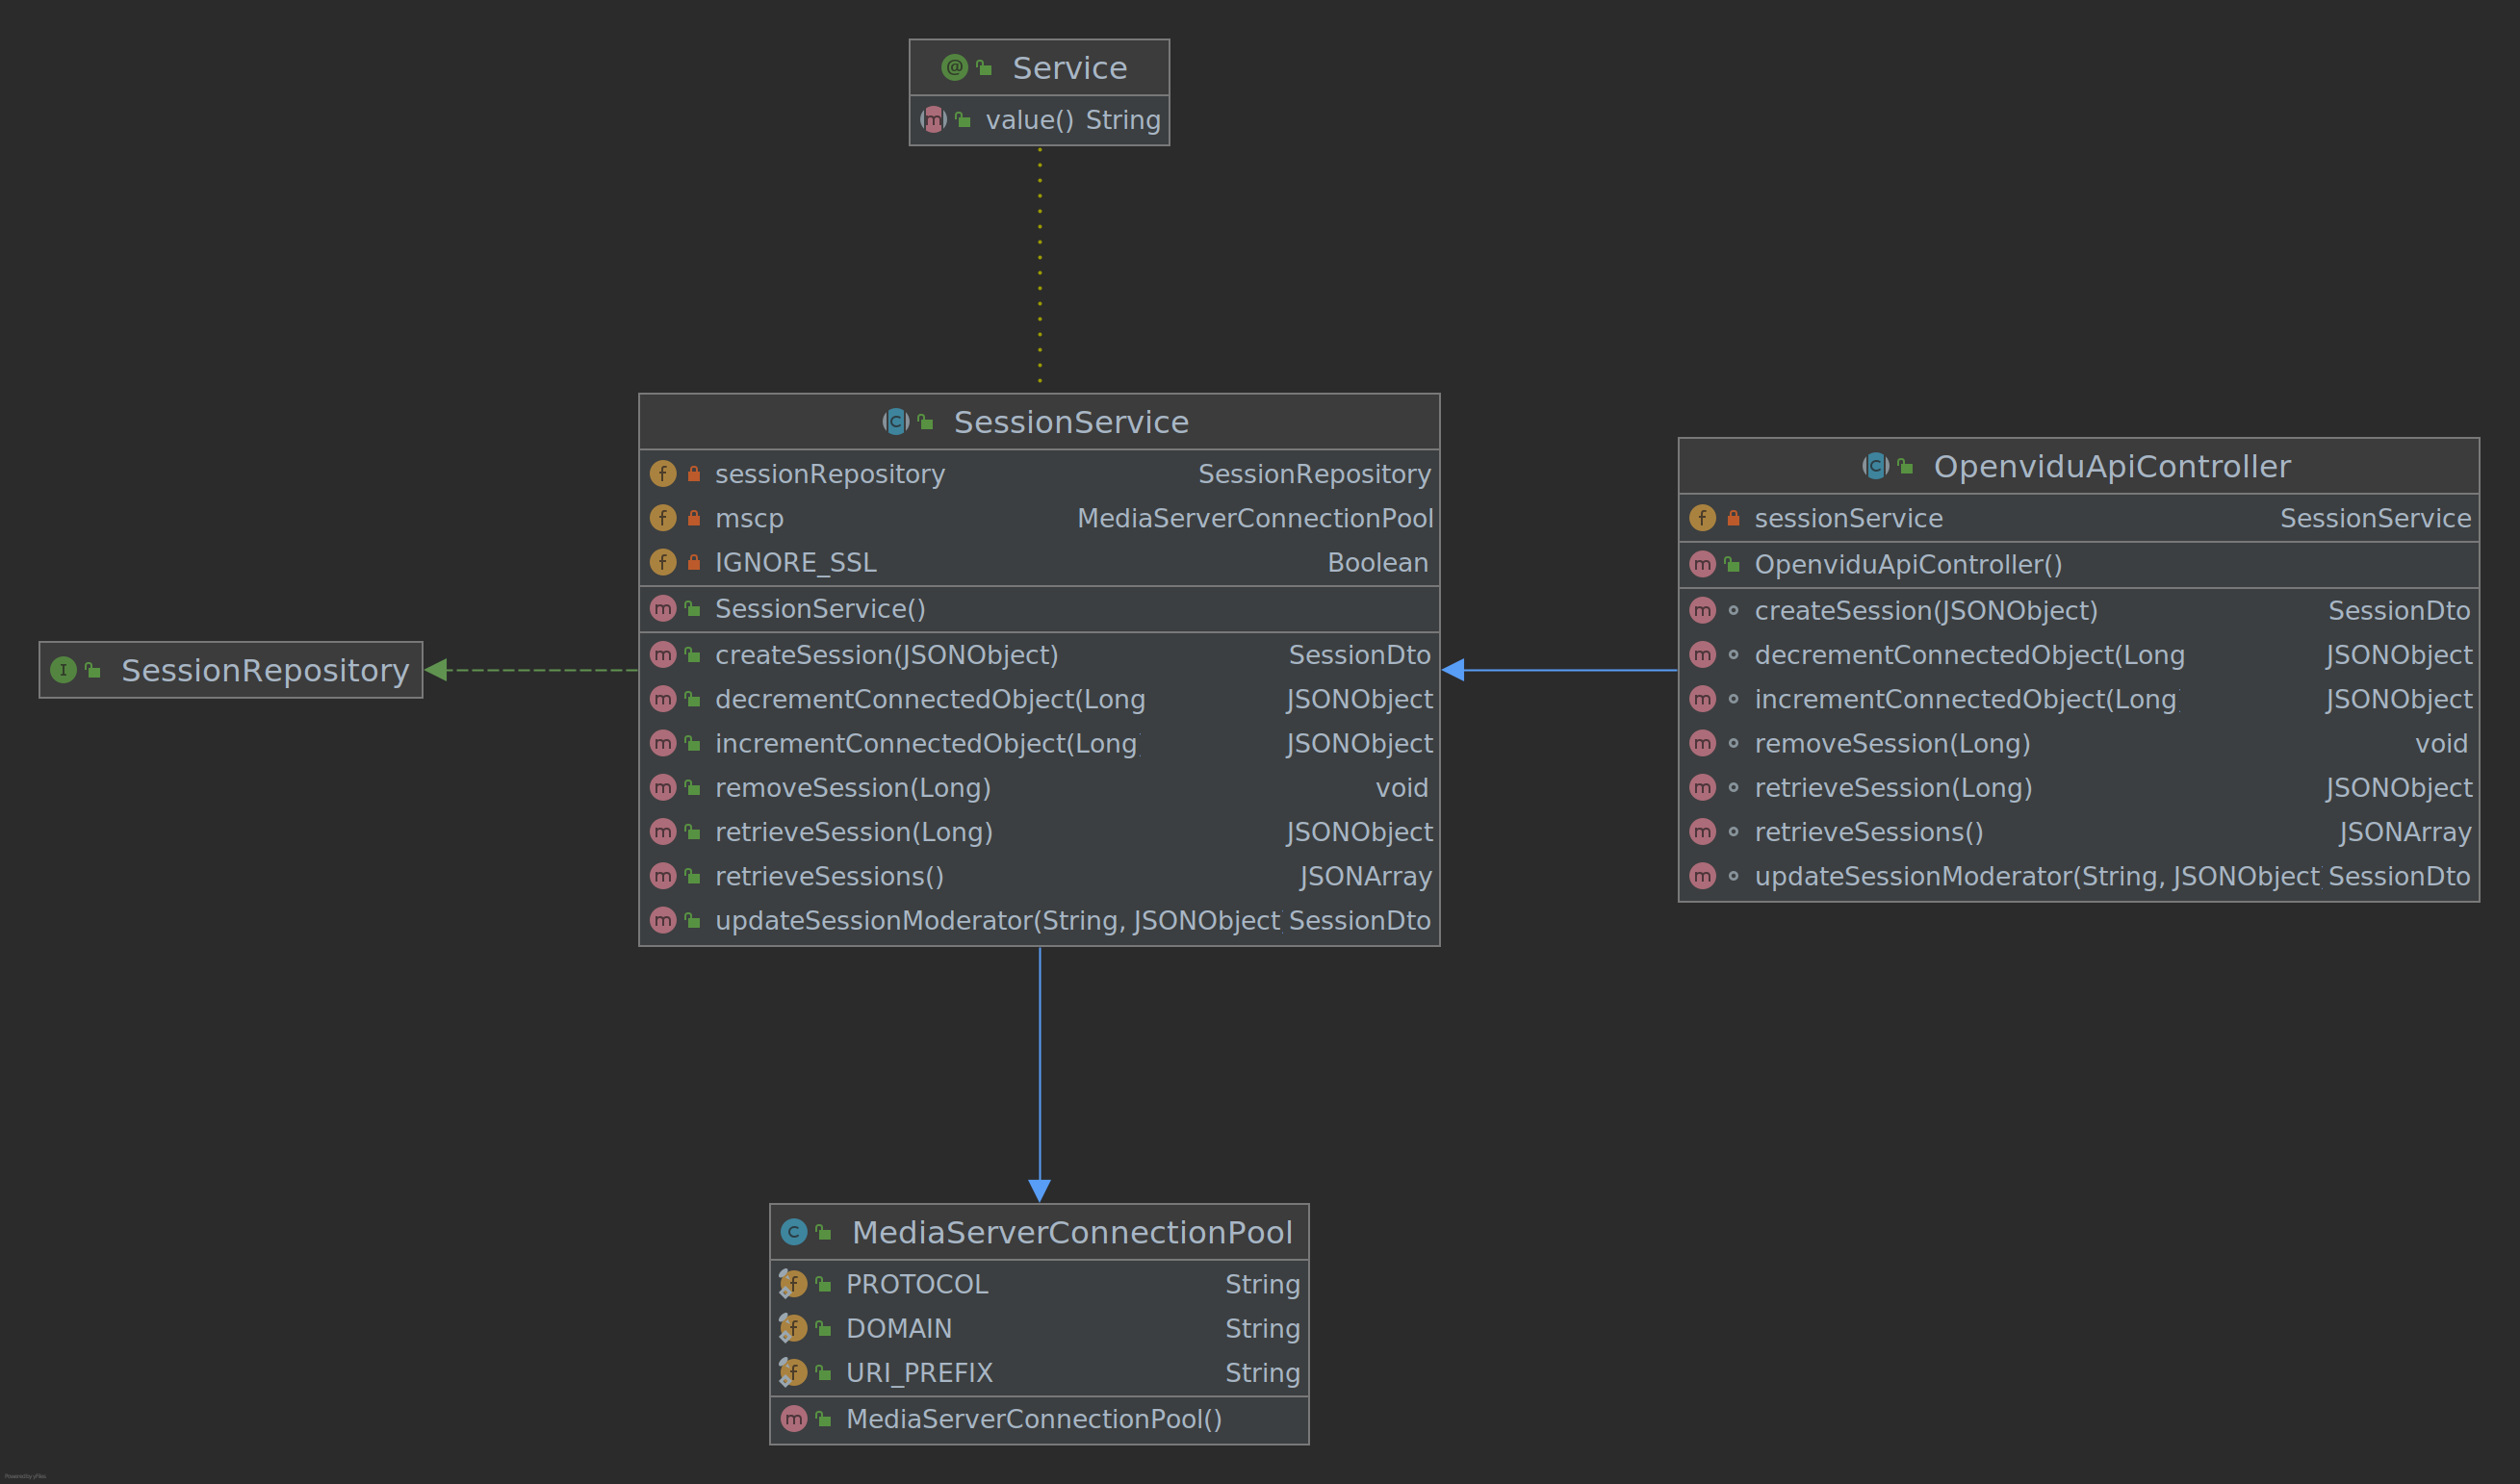 Service
value() String
SessionService
sessionRepository SessionRepository
mscp MediaServerConnectionPool
IGNORE_SSL Boolean
SessionService()
createSession(JSONObject) SessionDto
decrementConnectedObject(Long JSONObject
incrementConnectedObject(Long JSONObject
removeSession(Long) void
retrieveSession(Long) JSONObject
retrieveSessions() JSONArray
updateSessionModerator(String, JSONObject SessionDto
OpenviduApiController
sessionService SessionService
OpenviduApiController()
createSession(JSONObject) SessionDto
decrementConnectedObject(Long JSONObject
incrementConnectedObject(Long JSONObject
removeSession(Long) void
retrieveSession(Long) JSONObject
retrieveSessions() JSONArray
updateSessionModerator(String, JSONObject SessionDto
SessionRepository
MediaServerConnectionPool
PROTOCOL String
DOMAIN String
URI_PREFIX String
MediaServerConnectionPool()
Powered by yFiles